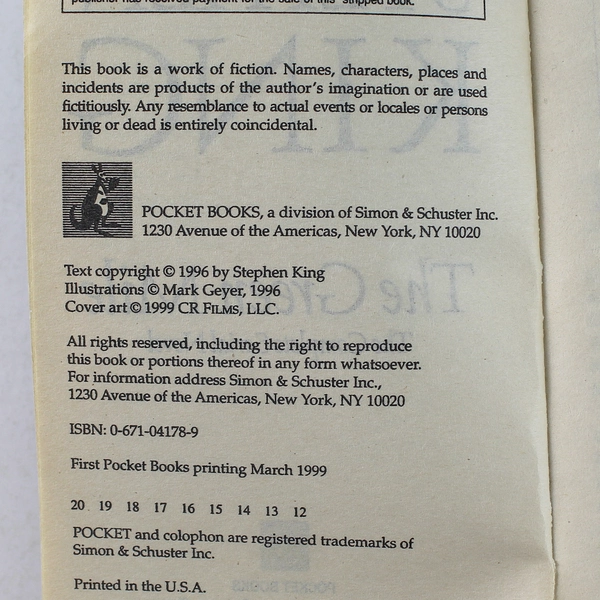 publisher has received payment for the sale of this "stripped book."
This book is a work of fiction. Names, characters, places and
incidents are products of the author's imagination or are used
fictitiously. Any resemblance to actual events or locales or persons
living or dead is entirely coincidental.
POCKET BOOKS, a division of Simon & Schuster Inc.
1230 Avenue of the Americas, New York, NY 10020
Text copyright © 1996 by Stephen King
Illustrations © Mark Geyer, 1996
Cover art © 1999 CR FILMS, LLC.
All rights reserved, including the right to reproduce
this book or portions thereof in any form whatsoever.
For information address Simon & Schuster Inc.,
1230 Avenue of the Americas, New York, NY 10020
ISBN: 0-671-04178-9
First Pocket Books printing March 1999
20 19 18 17 16 15 14 13 12
POCKET and colophon are registered trademarks of
Simon & Schuster Inc.
Printed in the U.S.A.